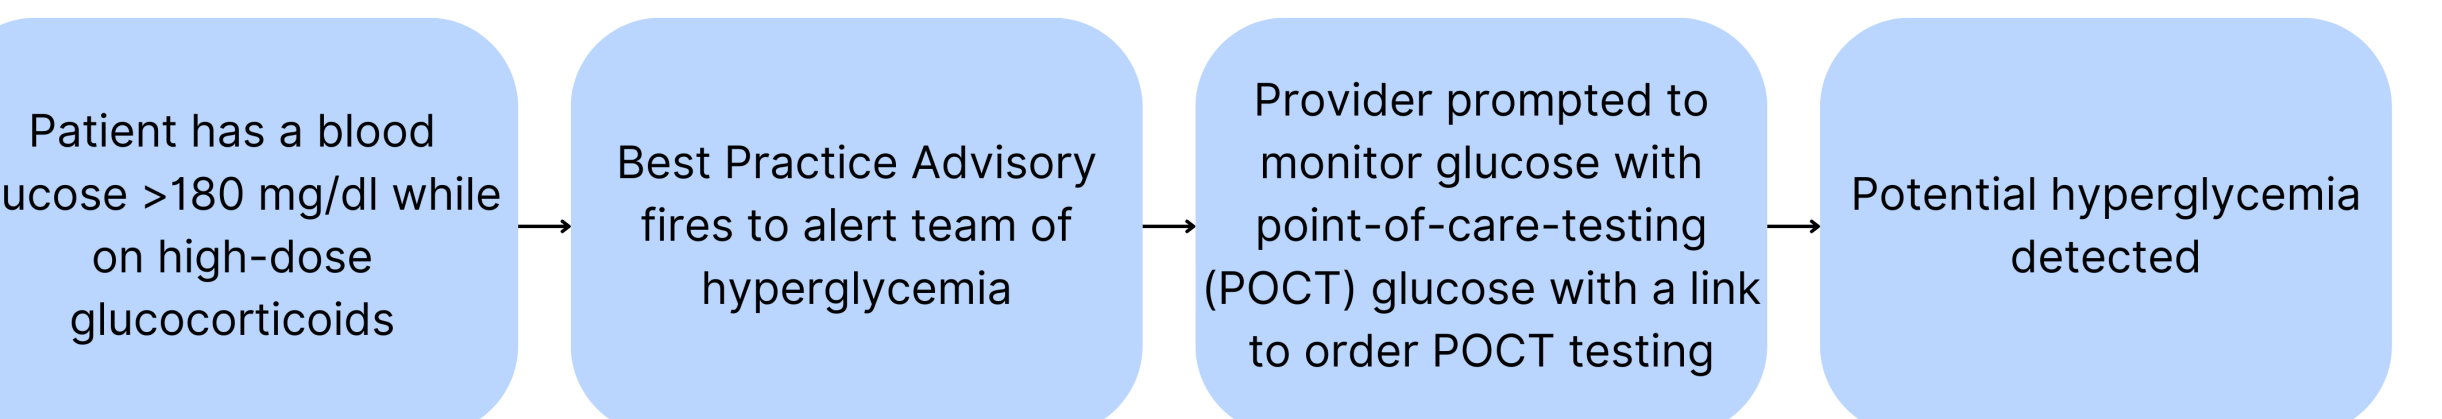 Patient has a blood
ucose >180 mg/dl while
on high-dose
glucocorticoids
Best Practice Advisory
fires to alert team of
hyperglycemia
Provider prompted to
monitor glucose with
point-of-care-testing
(POCT) glucose with a link
to order POCT testing
Potential hyperglycemia
detected